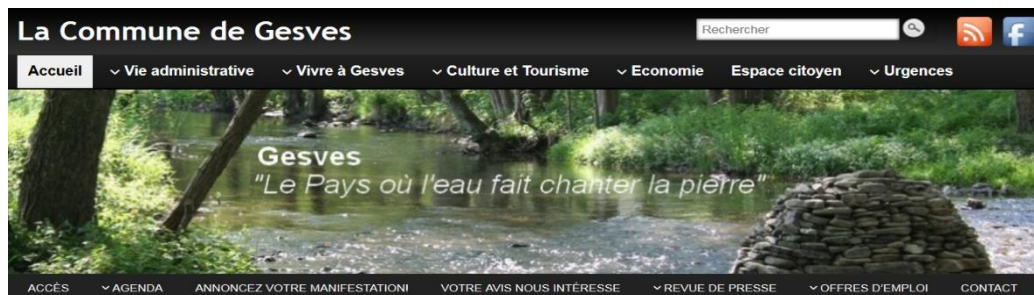 La Commune de Gesves
Rechercher
Accueil Vie administrative Vivre à Gesves Culture et Tourisme Economie Espace citoyen Urgences
Gesves
"Le Pays où l'eau fait chanter la pierre"
ACCÈS AGENDA ANNONCEZ VOTRE MANIFESTATION! VOTRE AVIS NOUS INTÉRESSE REVUE DE PRESSE OFFRES D'EMPLOI CONTACT